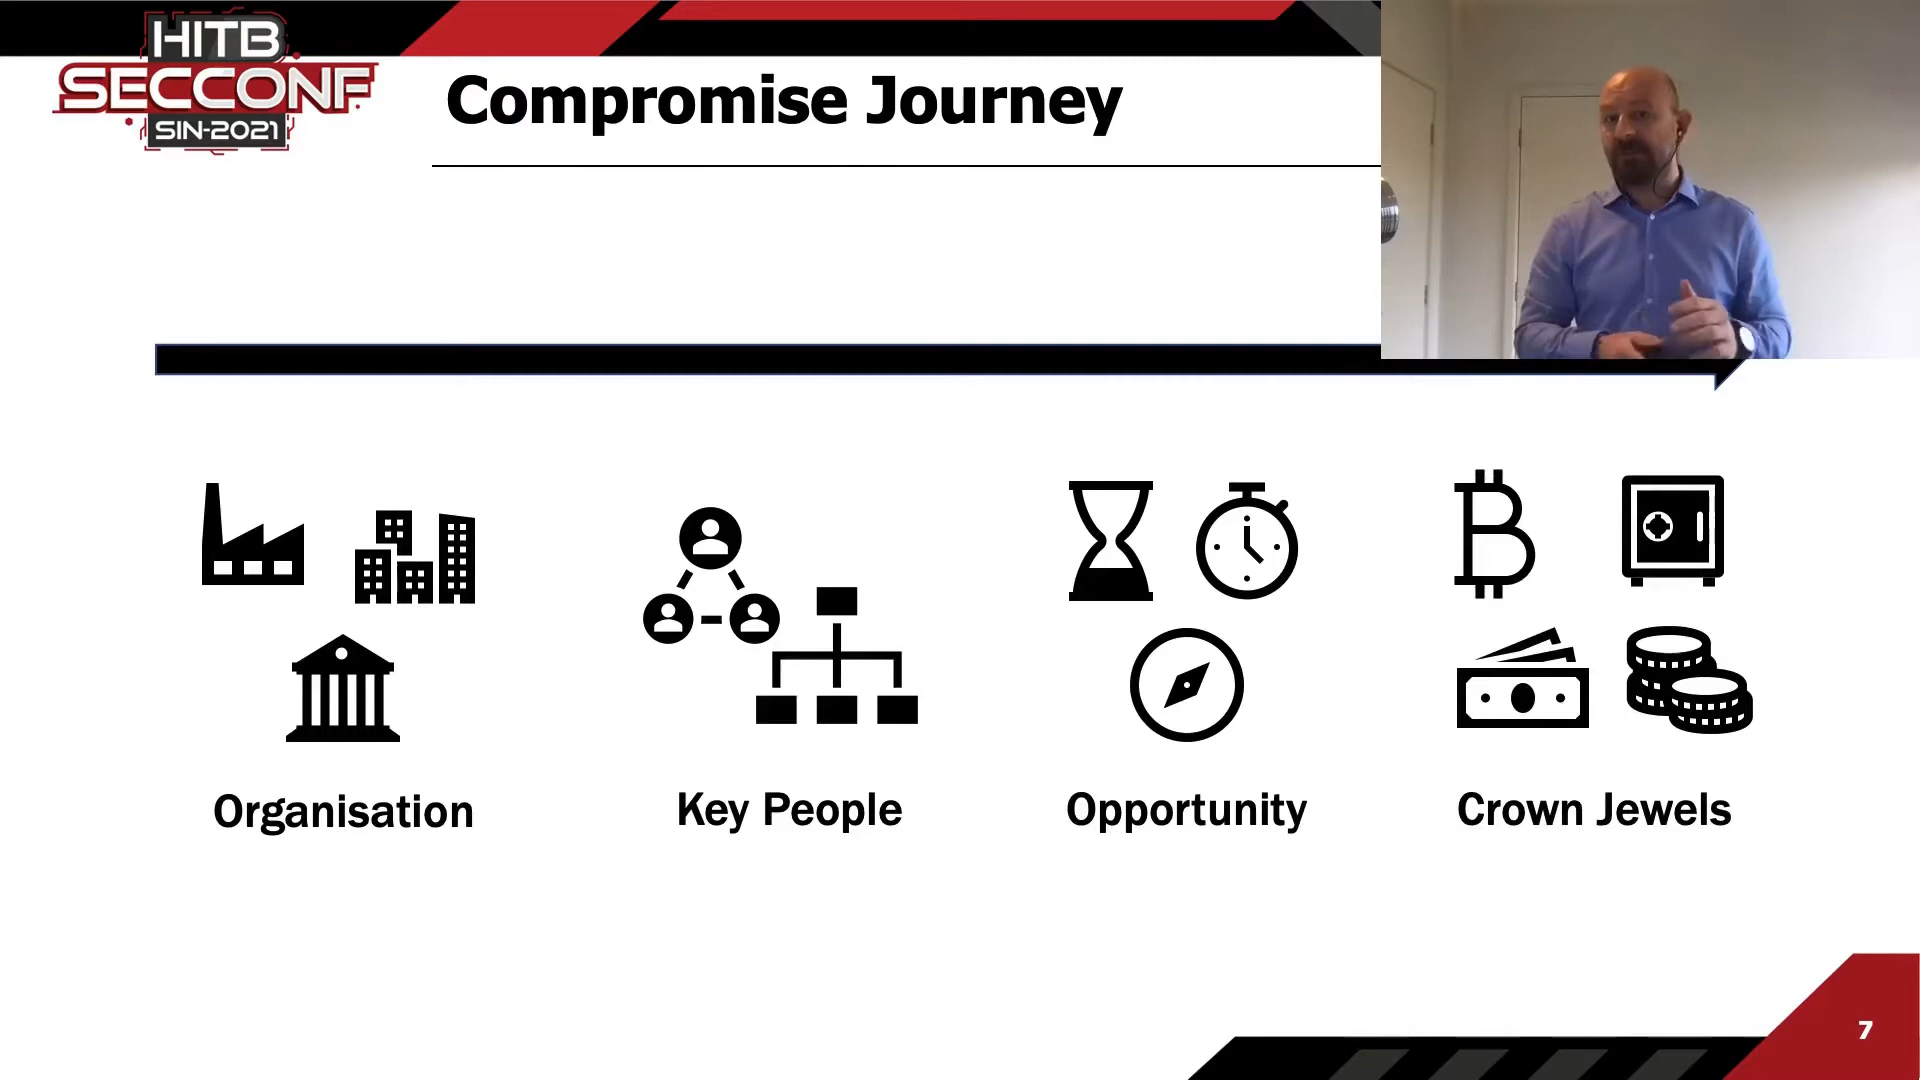 HITB
SECCONF
SIN-2021
Compromise Journey
Organisation
Key People
Opportunity
Crown Jewels
7